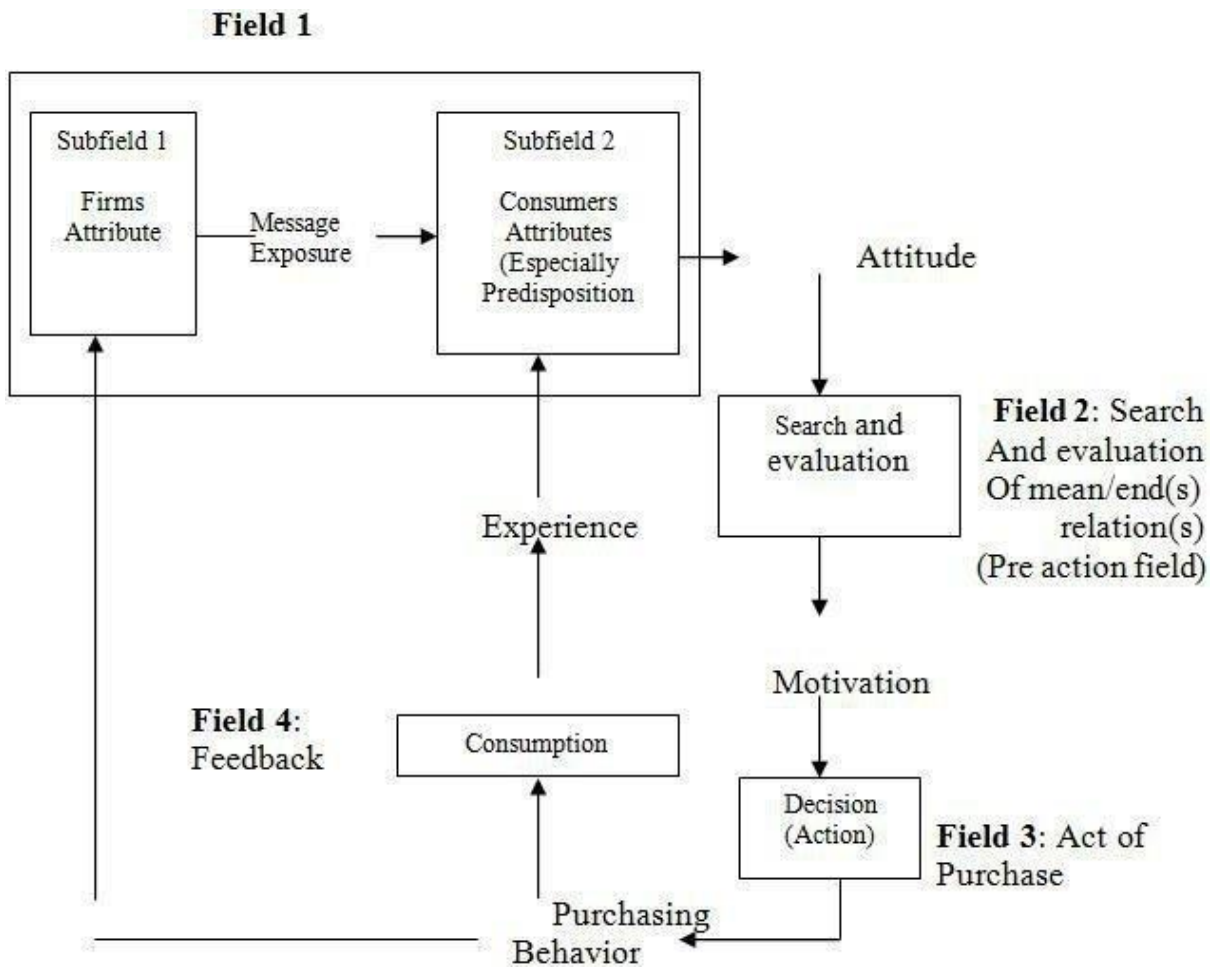 Field 1
Subfield 1
Firms
Attribute
Message
Exposure
Subfield 2
Consumers
Attributes
(Especially
Predisposition
Attitude
Search and
evaluation
Field 2: Search
And evaluation
Of mean/end(s)
relation(s)
(Pre action field)
Experience
Motivation
Field 4:
Feedback
Consumption
Decision
(Action)
Field 3: Act of
Purchase
Purchasing
Behavior